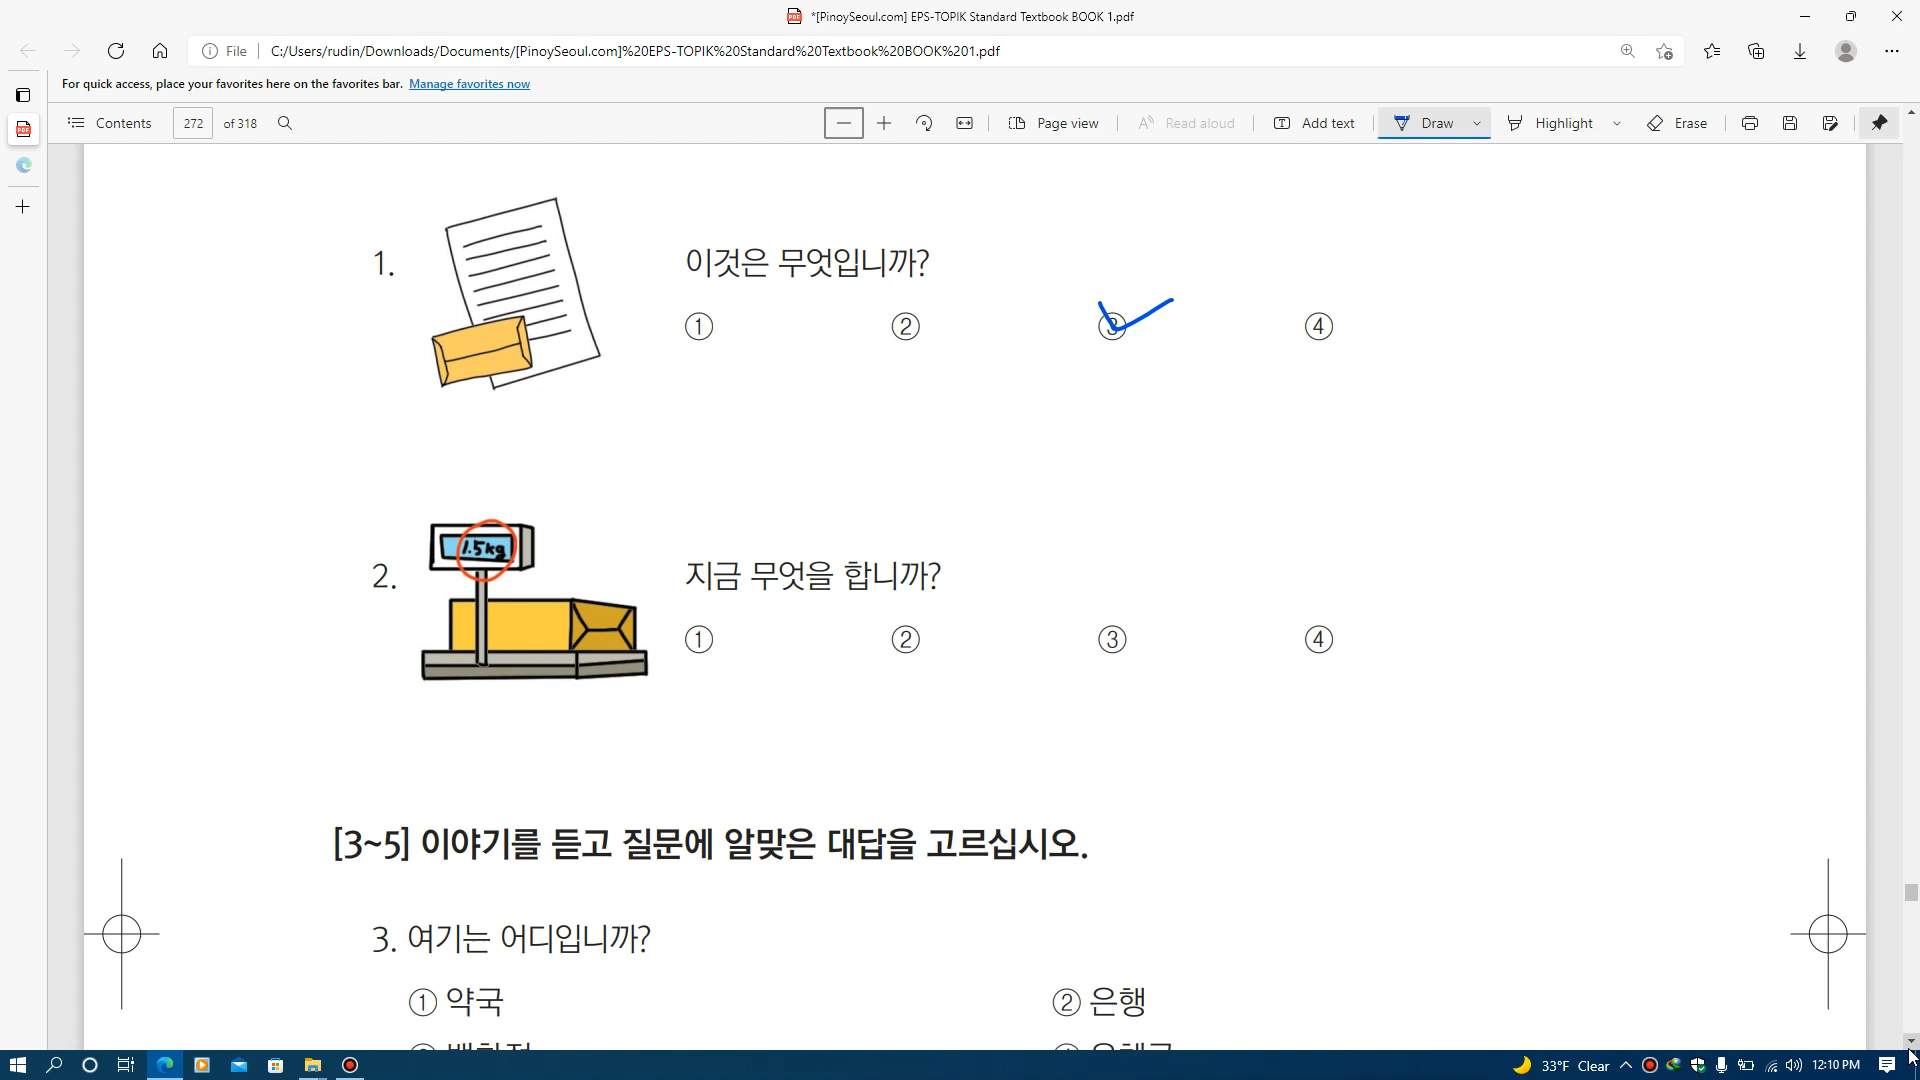 *[PinoySeoul.com] EPS-TOPIK Standard Textbook BOOK 1.pdf
File
C:/Users/rudin/Downloads/Documents/[PinoySeoul.com]%20EPS-TOPIK%20Standard%20Textbook%20BOOK%201.pdf
For quick access, place your favorites here on the favorites bar. Manage favorites now
Contents 272 of 318 Page view Read aloud Add text Draw Highlight Erase
1. 이것은 무엇입니까?
① ② ③ ④
1.5kg
2. 지금 무엇을 합니까?
① ② ③ ④
[3~5] 이야기를 듣고 질문에 알맞은 대답을 고르십시오.
3. 여기는 어디입니까?
① 약국 ② 은행
33°F Clear 12:10 PM